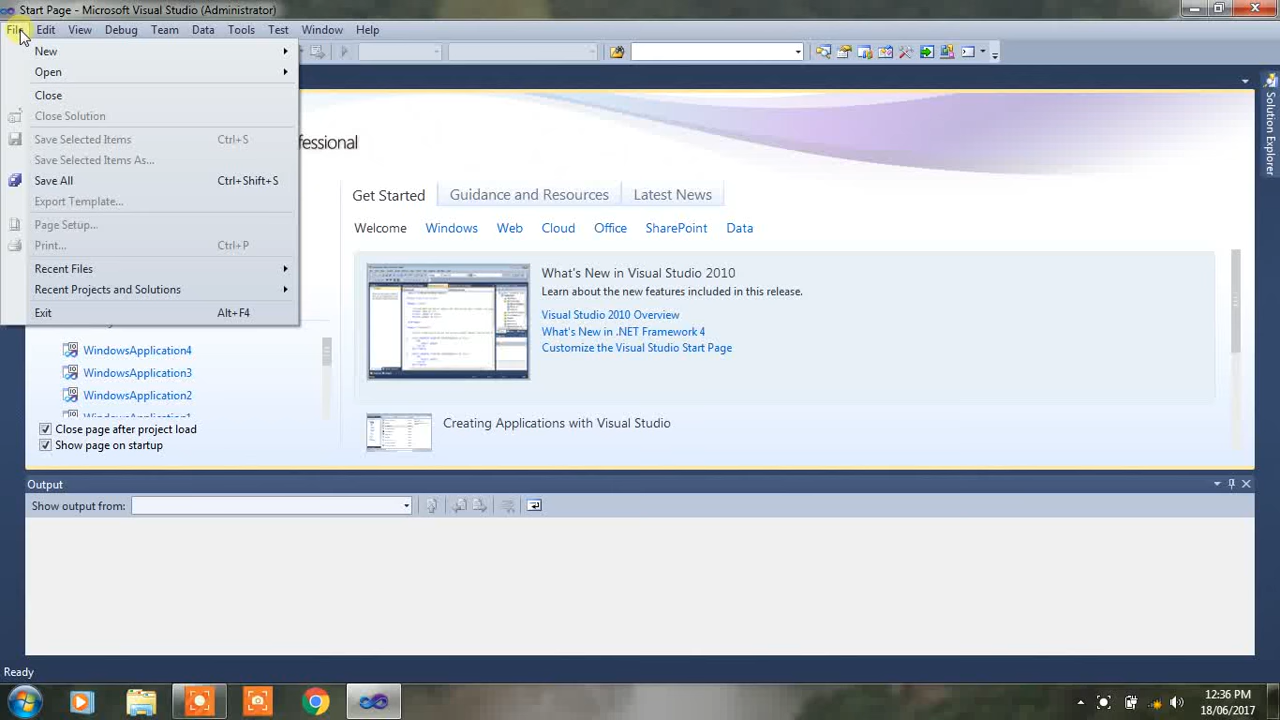 Start Page - Microsoft Visual Studio (Administrator)
File Edit View Debug Team Data Tools Test Window Help
New
Open
Close
Close Solution
Save Selected Items Ctrl+S
Save Selected Items As...
Save All Ctrl+Shift+S
Export Template...
Page Setup...
Print... Ctrl+P
Recent Files
Recent Projects and Solutions
Exit Alt+F4
fessional
Get Started Guidance and Resources Latest News
Welcome Windows Web Cloud Office SharePoint Data
What's New in Visual Studio 2010
Learn about the new features included in this release.
Visual Studio 2010 Overview
What's New in .NET Framework 4
Customize the Visual Studio Start Page
Creating Applications with Visual Studio
WindowsApplication4
WindowsApplication3
WindowsApplication2
WindowsApplication1
Close page after project load
Show page on startup
Solution Explorer
Output
Show output from:
Ready
12:36 PM
18/06/2017